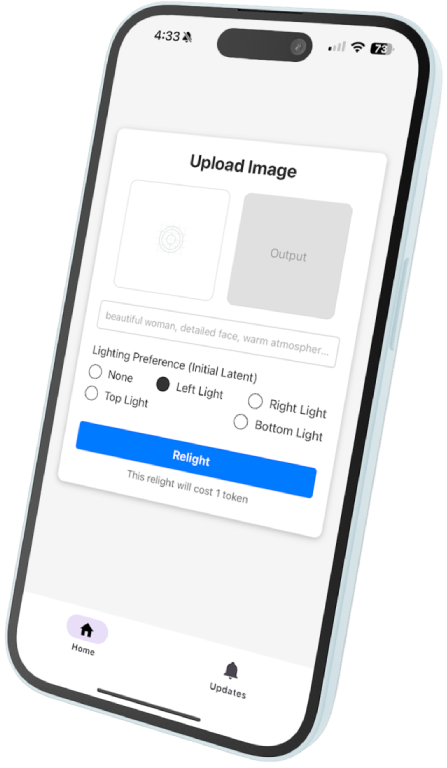 4:33
73
Upload Image
Output
beautiful woman, detailed face, warm atmospher...
Lighting Preference (Initial Latent)
None Left Light Right Light
Top Light Bottom Light
Relight
This relight will cost 1 token
Home Updates